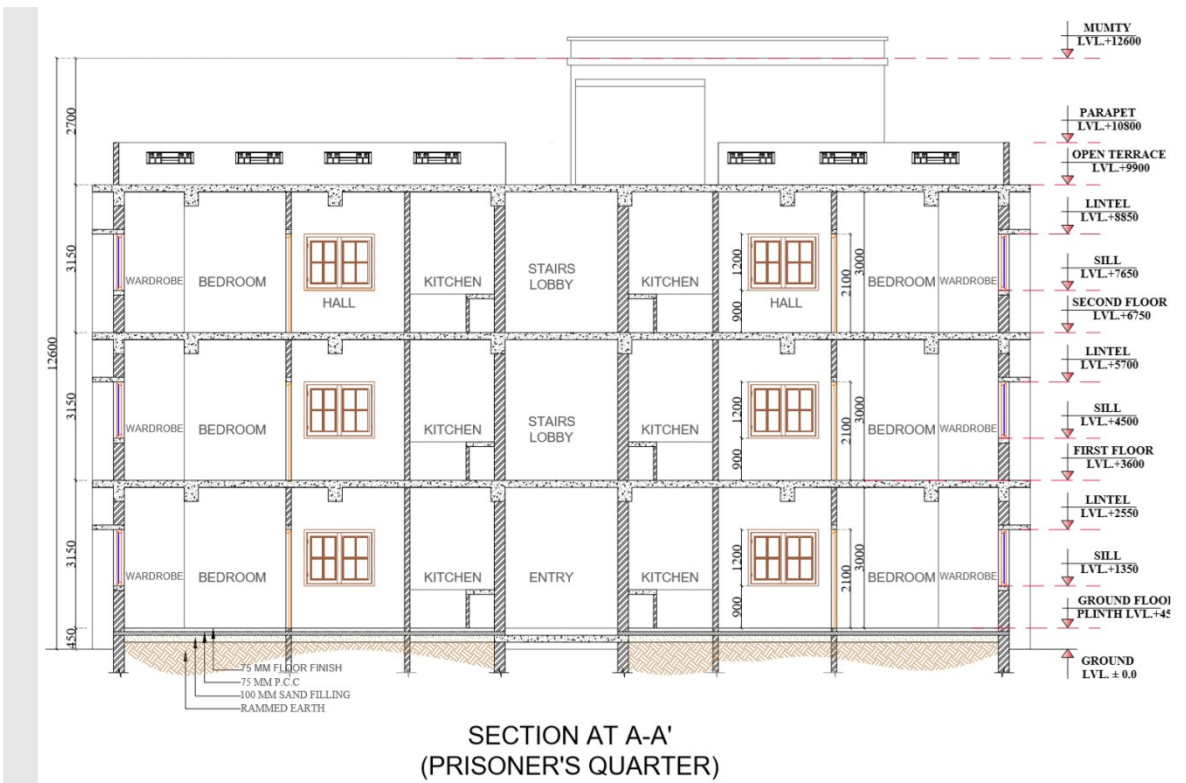 MUMTY
LVL.+12600
2700
PARAPET
LVL.+10800
OPEN TERRACE
LVL.+9900
LINTEL
LVL.+8850
3150
1200
2100
3000
SILL
LVL.+7650
WARDROBE
BEDROOM
HALL
KITCHEN
STAIRS
LOBBY
KITCHEN
HALL
BEDROOM
WARDROBE
900
SECOND FLOOR
LVL.+6750
12600
LINTEL
LVL.+5700
3150
1200
2100
3000
SILL
LVL.+4500
WARDROBE
BEDROOM
KITCHEN
STAIRS
LOBBY
KITCHEN
BEDROOM
WARDROBE
900
FIRST FLOOR
LVL.+3600
LINTEL
LVL.+2550
3150
1200
2100
3000
SILL
LVL.+1350
WARDROBE
BEDROOM
KITCHEN
ENTRY
KITCHEN
BEDROOM
WARDROBE
900
GROUND FLOO
PLINTH LVL.+45
450
75 MM FLOOR FINISH
75 MM P.C.C
100 MM SAND FILLING
RAMMED EARTH
GROUND
LVL. ± 0.0
SECTION AT A-A'
(PRISONER'S QUARTER)